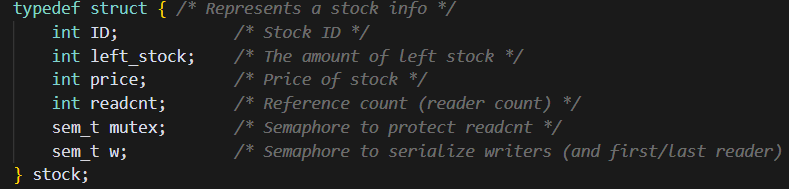 typedef struct { /* Represents a stock info */
    int ID;            /* Stock ID */
    int left_stock;    /* The amount of left stock */
    int price;         /* Price of stock */
    int readcnt;       /* Reference count (reader count) */
    sem_t mutex;       /* Semaphore to protect readcnt */
    sem_t w;           /* Semaphore to serialize writers (and first/last reader)
} stock;